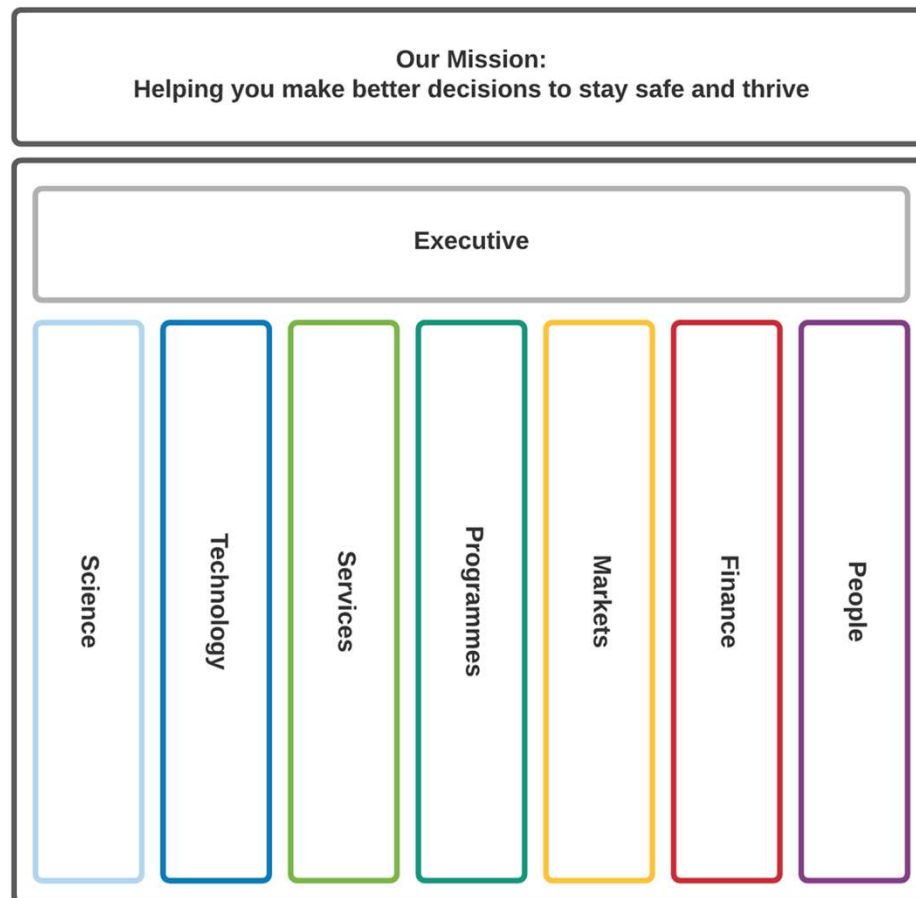 Our Mission:
Helping you make better decisions to stay safe and thrive
Executive
Science
Technology
Services
Programmes
Markets
Finance
People